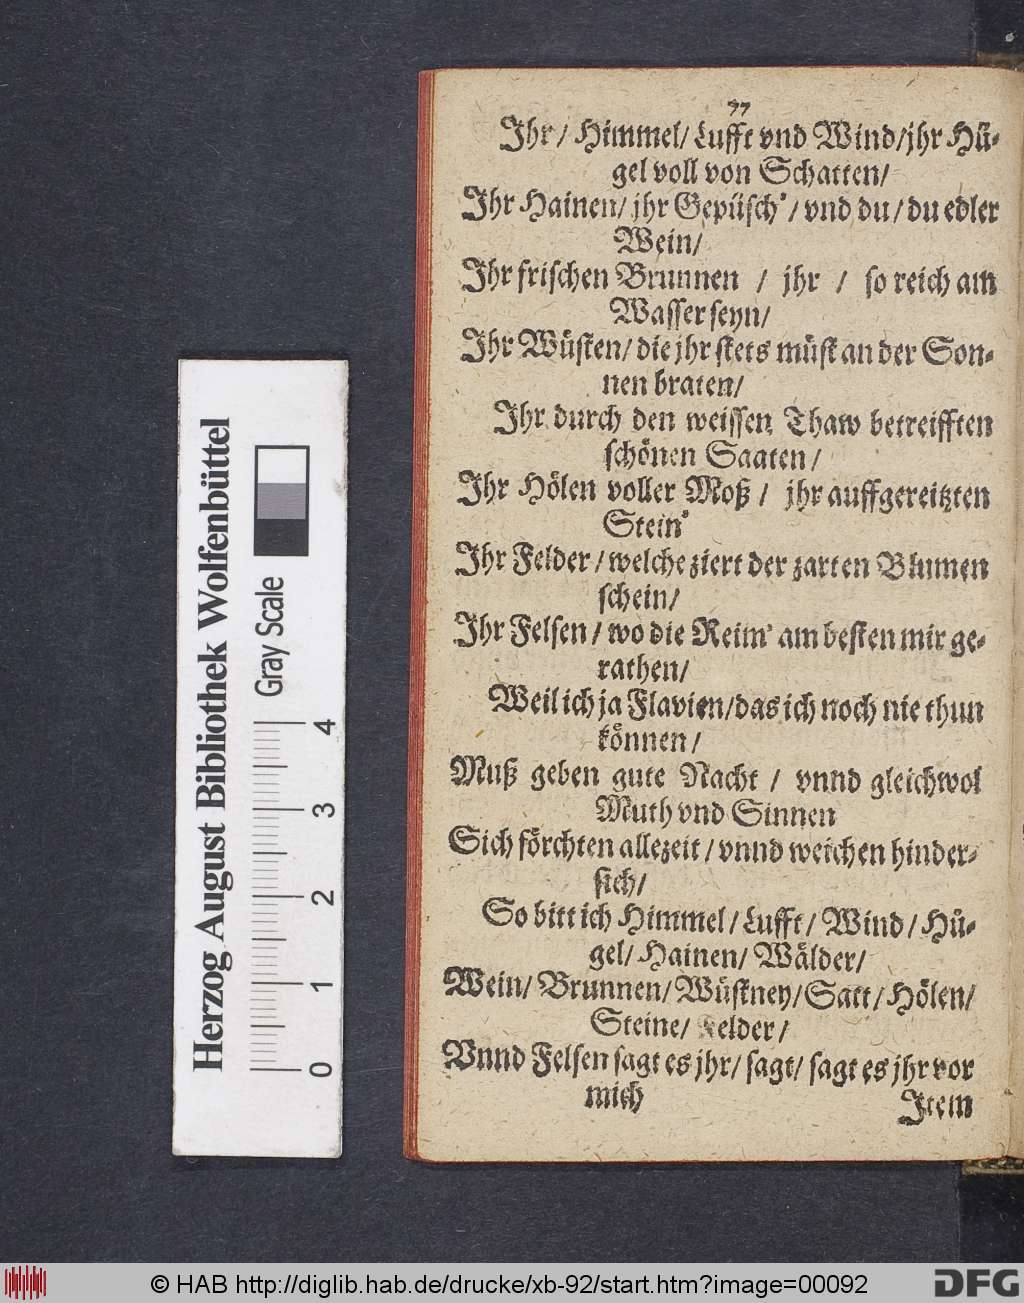 77
Ihr/ Himmel/ Lufft vnd Wind/jhr Hü-
gel voll von Schatten/
Ihr Hainen/ jhr Gepüsch'/ vnd du/ du edler
Wein/
Ihr frischen Brunnen / jhr / so reich am
Wasser seyn/
Ihr Wüsten/ die jhr stets müst an der Son-
nen braten/
Ihr durch den weissen Thaw betreifften
schönen Saaten/
Ihr Hölen voller Moß/ jhr auffgereitzten
Stein'
Ihr Felder/ welche ziert der zarten Blumen
schein/
Ihr Felsen/ wo die Reim' am besten mir ge-
rathen/
Weil ich ja Flavien/das ich noch nie thun
können/
Muß geben gute Nacht / vnnd gleichwol
Muth vnd Sinnen
Sich förchten allezeit/ vnnd weichen hinder-
sich/
So bitt ich Himmel/ Lufft/ Wind/ Hü-
gel/ Hainen/ Wälder/
Wein/ Brunnen/ Wüstney/ Satt/ Hölen/
Steine/ Felder/
Vnnd Felsen sagt es jhr/ sagt/ sagt es jhr vor
mich
Item
Herzog August Bibliothek Wolfenbüttel
Gray Scale
0 1 2 3 4
© HAB http://diglib.hab.de/drucke/xb-92/start.htm?image=00092
DFG